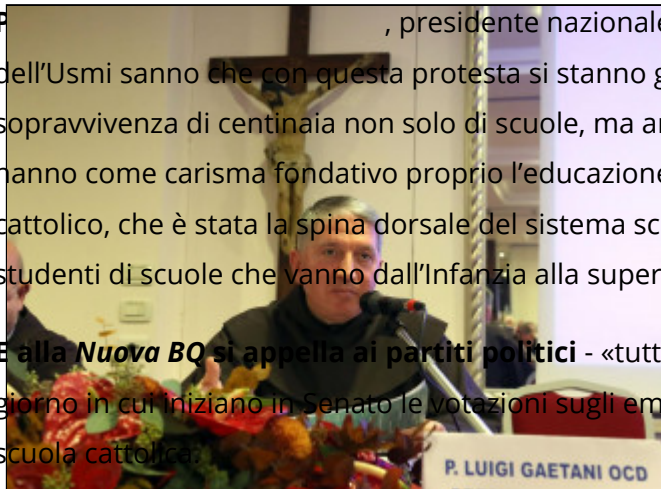 P , presidente nazionale
dell’Usmi sanno che con questa protesta si stanno g
sopravvivenza di centinaia non solo di scuole, ma an
hanno come carisma fondativo proprio l’educazione
cattolico, che è stata la spina dorsale del sistema sc
studenti di scuole che vanno dall’Infanzia alla super
E alla Nuova BQ si appella ai partiti politici - «tutt
giorno in cui iniziano in Senato le votazioni sugli em
scuola cattolica.
P. LUIGI GAETANI OCD